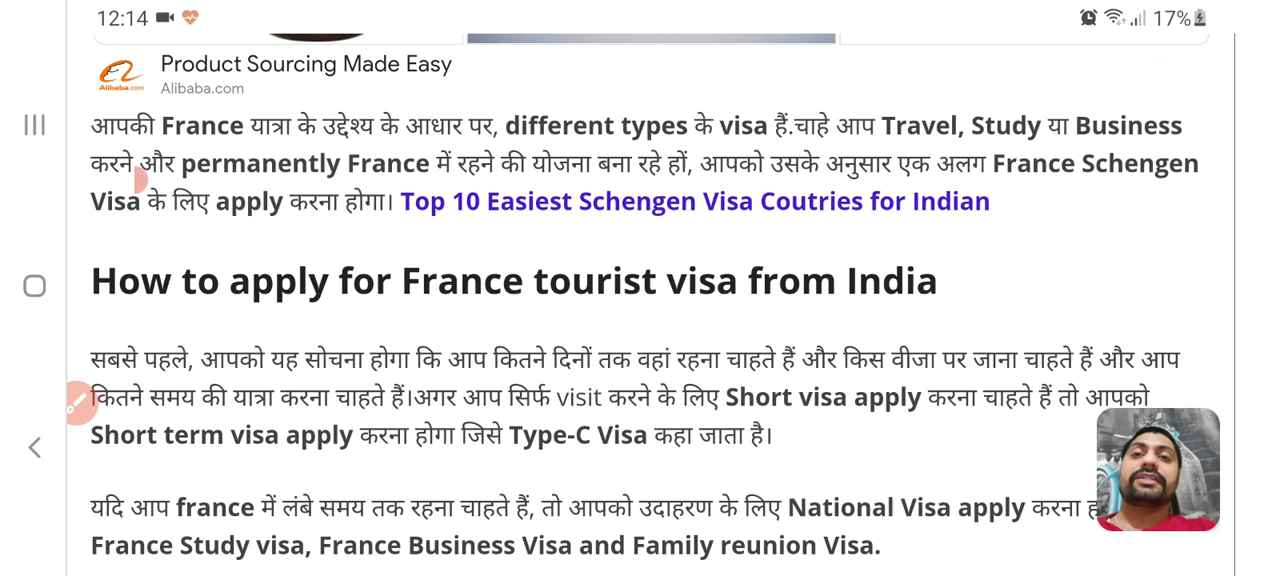 12:14
17%
Product Sourcing Made Easy
Alibaba.com
Alibaba.com
आपकी France यात्रा के उद्देश्य के आधार पर, different types के visa हैं.चाहे आप Travel, Study या Business
करने और permanently France में रहने की योजना बना रहे हों, आपको उसके अनुसार एक अलग France Schengen
Visa के लिए apply करना होगा। Top 10 Easiest Schengen Visa Coutries for Indian
How to apply for France tourist visa from India
सबसे पहले, आपको यह सोचना होगा कि आप कितने दिनों तक वहां रहना चाहते हैं और किस वीजा पर जाना चाहते हैं और आप
कितने समय की यात्रा करना चाहते हैं।अगर आप सिर्फ visit करने के लिए Short visa apply करना चाहते हैं तो आपको
Short term visa apply करना होगा जिसे Type-C Visa कहा जाता है।
यदि आप france में लंबे समय तक रहना चाहते हैं, तो आपको उदाहरण के लिए National Visa apply करना
France Study visa, France Business Visa and Family reunion Visa.